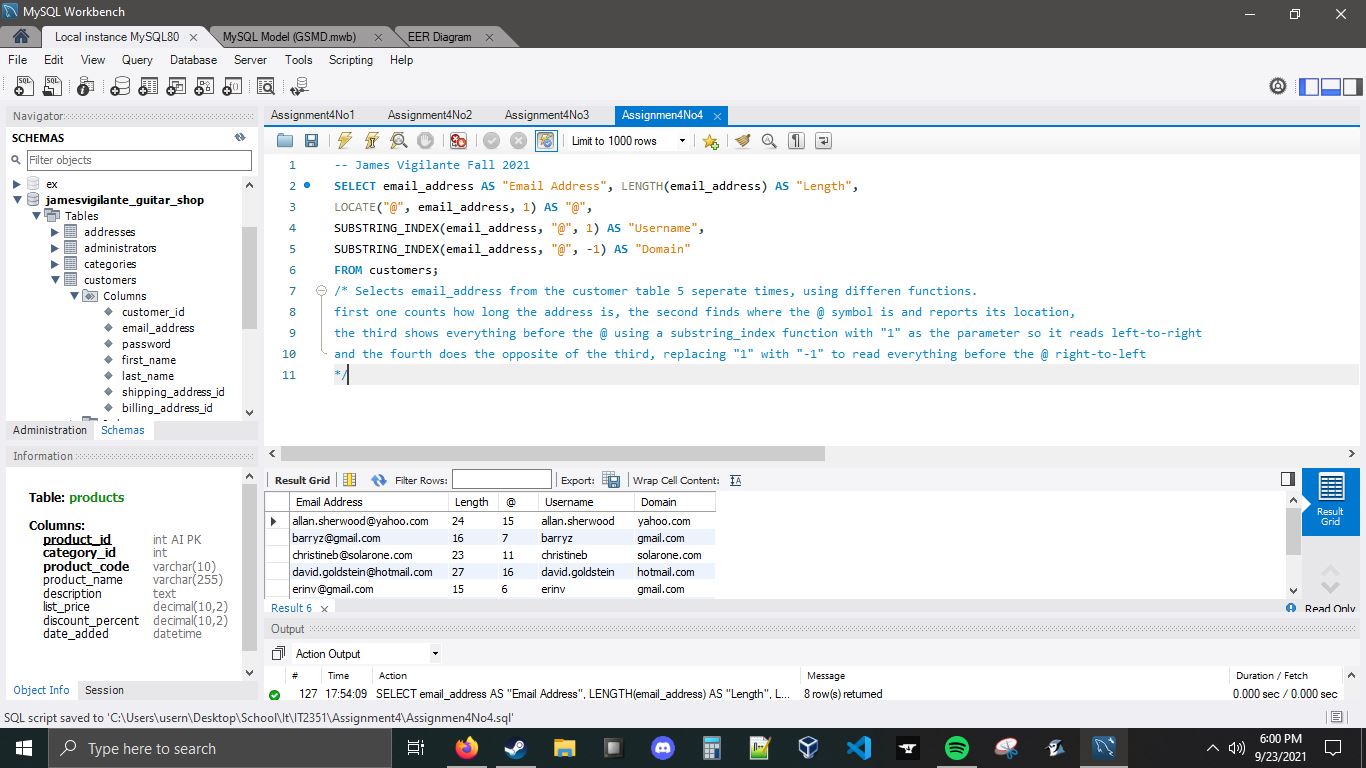 MySQL Workbench
Local instance MySQL80
MySQL Model (GSMD.mwb)
EER Diagram
File Edit View Query Database Server Tools Scripting Help
Navigator
SCHEMAS
Filter objects
ex
jamesvigilante_guitar_shop
Tables
addresses
administrators
categories
customers
Columns
customer_id
email_address
password
first_name
last_name
shipping_address_id
billing_address_id
Administration Schemas
Information
Table: products
Columns:
product_id int AI PK
category_id int
product_code varchar(10)
product_name varchar(255)
description text
list_price decimal(10,2)
discount_percent decimal(10,2)
date_added datetime
Object Info Session
Assignment4No1 Assignment4No2 Assignment4No3 Assignmen4No4
Limit to 1000 rows
1 -- James Vigilante Fall 2021
2 SELECT email_address AS "Email Address", LENGTH(email_address) AS "Length",
3 LOCATE("@", email_address, 1) AS "@",
4 SUBSTRING_INDEX(email_address, "@", 1) AS "Username",
5 SUBSTRING_INDEX(email_address, "@", -1) AS "Domain"
6 FROM customers;
7 /* Selects email_address from the customer table 5 seperate times, using differen functions.
8 first one counts how long the address is, the second finds where the @ symbol is and reports its location,
9 the third shows everything before the @ using a substring_index function with "1" as the parameter so it reads left-to-right
10 and the fourth does the opposite of the third, replacing "1" with "-1" to read everything before the @ right-to-left
11 */
Result Grid Filter Rows: Export: Wrap Cell Content:
Email Address Length @ Username Domain
allan.sherwood@yahoo.com 24 15 allan.sherwood yahoo.com
barryz@gmail.com 16 7 barryz gmail.com
christineb@solarone.com 23 11 christineb solarone.com
david.goldstein@hotmail.com 27 16 david.goldstein hotmail.com
erinv@gmail.com 15 6 erinv gmail.com
Result Grid
Result 6
Read Only
Output
Action Output
# Time Action Message Duration / Fetch
127 17:54:09 SELECT email_address AS "Email Address", LENGTH(email_address) AS "Length", L... 8 row(s) returned 0.000 sec / 0.000 sec
SQL script saved to 'C:\Users\usern\Desktop\School\It\IT2351\Assignment4\Assignmen4No4.sql'
Type here to search
6:00 PM
9/23/2021